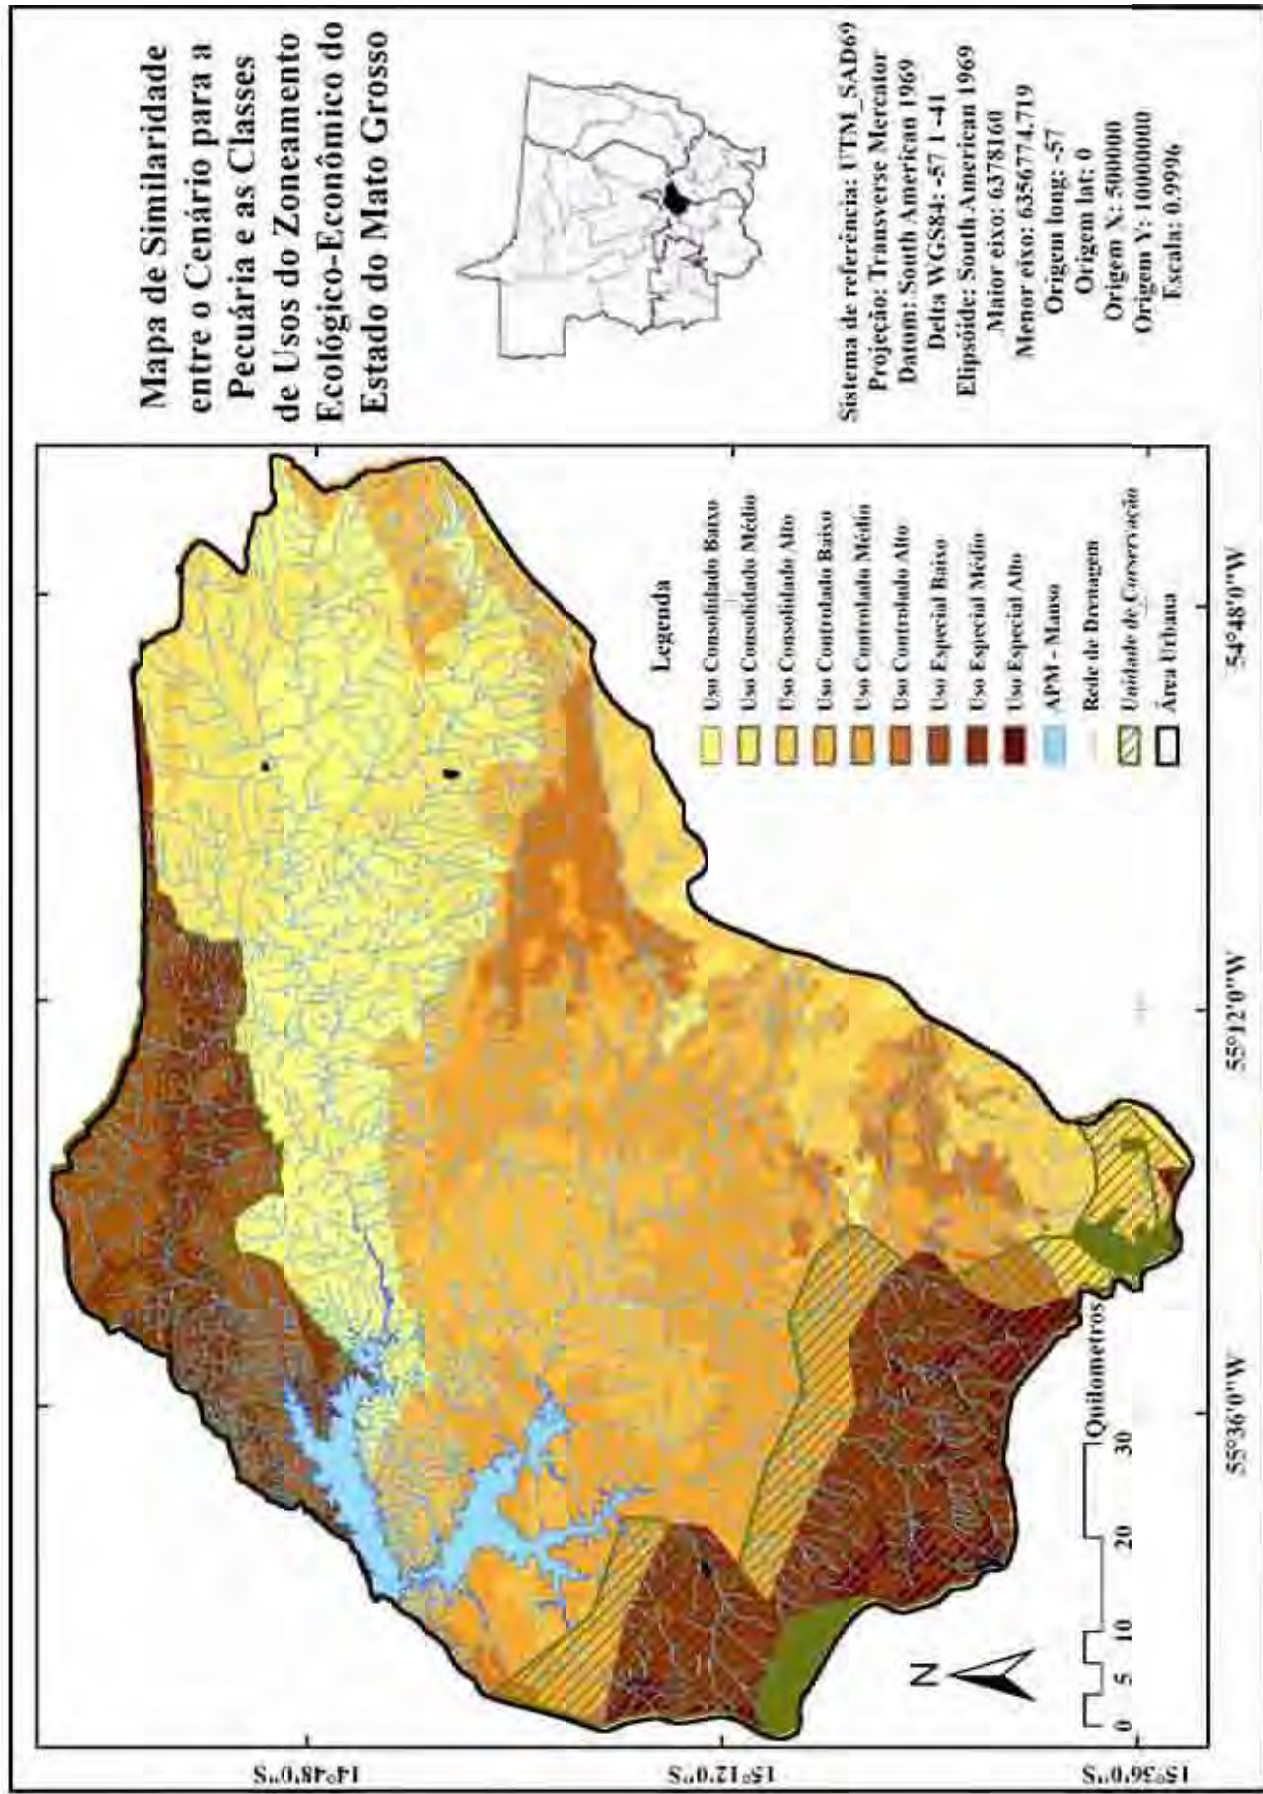 Mapa de Similaridade
entre o Cenário para a
Pecuária e as Classes
de Usos do Zoneamento
Ecológico-Econômico do
Estado do Mato Grosso
Sistema de referência: UTM_SAD69
Projeção: Transverse Mercator
Datom: South American 1969
Delta WGS84: -57 1 -41
Elipsóide: South American 1969
Maior eixo: 6378160
Menor eixo: 6356774.719
Origem long: -57
Origem lat: 0
Origem X: 500000
Origem Y: 10000000
Escala: 0.9996
Legenda
Uso Consolidado Baixo
Uso Consolidado Médio
Uso Consolidado Alto
Uso Controlado Baixo
Uso Controlado Médio
Uso Controlado Alto
Uso Especial Baixo
Uso Especial Médio
Uso Especial Alto
APM - Manso
Rede de Drenagem
Unidade de Conservação
Área Urbana
N
0 5 10 20 30
Quilometros
14°48'0"S
15°12'0"S
15°36'0"S
55°36'0"W
55°12'0"W
54°48'0"W